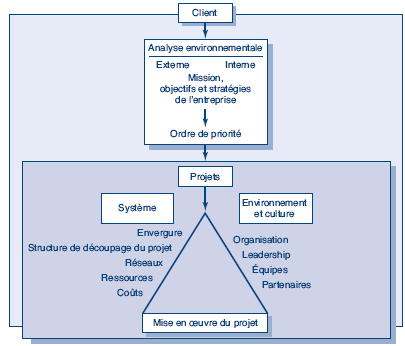 Client
Analyse environnementale
Externe Interne
Mission,
objectifs et stratégies
de l'entreprise
Ordre de priorité
Projets
Système
Environnement
et culture
Envergure
Structure de découpage du projet
Réseaux
Ressources
Coûts
Organisation
Leadership
Équipes
Partenaires
Mise en œuvre du projet